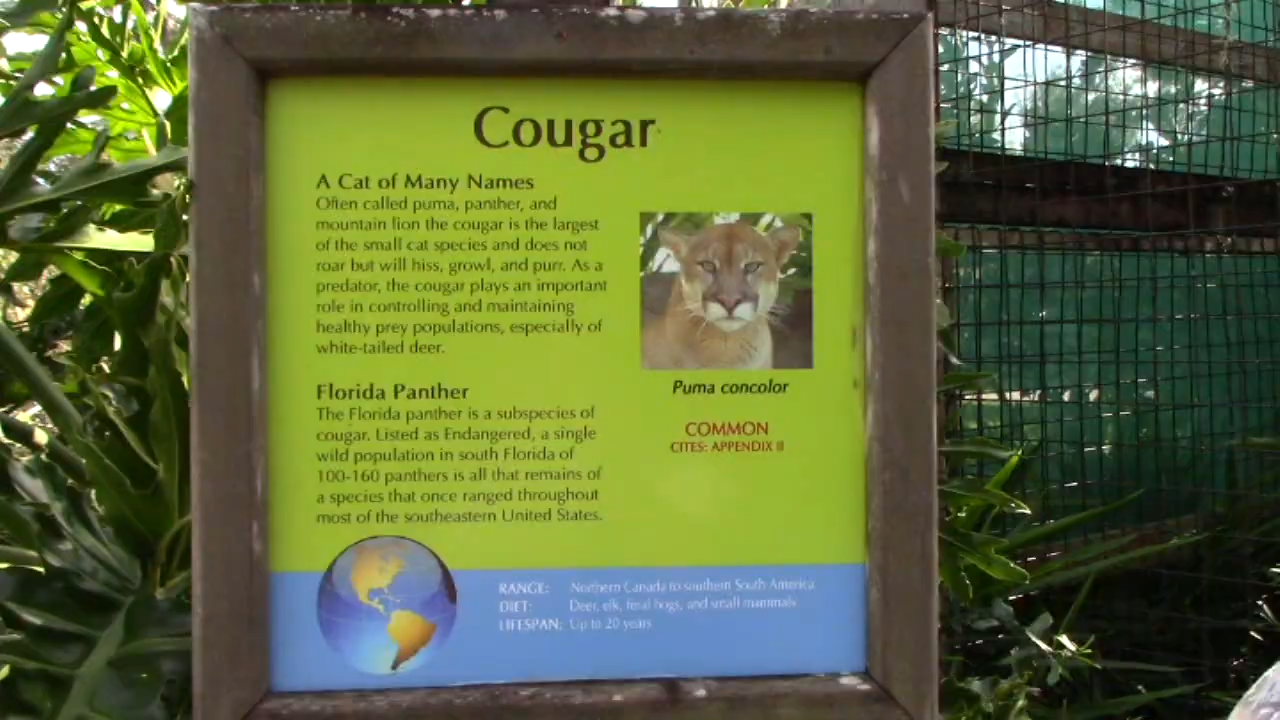 Cougar
A Cat of Many Names
Often called puma, panther, and
mountain lion the cougar is the largest
of the small cat species and does not
roar but will hiss, growl, and purr. As a
predator, the cougar plays an important
role in controlling and maintaining
healthy prey populations, especially of
white-tailed deer.
Florida Panther
The Florida panther is a subspecies of
cougar. Listed as Endangered, a single
wild population in south Florida of
100-160 panthers is all that remains of
a species that once ranged throughout
most of the southeastern United States.
Puma concolor
COMMON
CITES: APPENDIX II
RANGE: Northern Canada to southern South America
DIET: Deer, elk, feral hogs, and small mammals
LIFESPAN: Up to 20 years